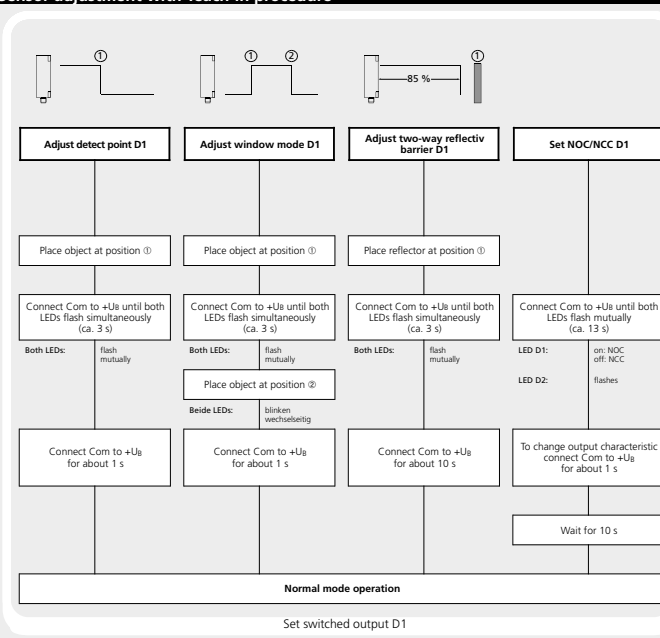 Sensor adjustment with Teach-in procedure
①
①
②
85 %
①
Adjust detect point D1
Place object at position ①
Connect Com to +UB until both
LEDs flash simultaneously
(ca. 3 s)
Both LEDs:
flash
mutually
Connect Com to +UB
for about 1 s
Adjust window mode D1
Place object at position ①
Connect Com to +UB until both
LEDs flash simultaneously
(ca. 3 s)
Both LEDs:
flash
mutually
Place object at position ②
Beide LEDs:
blinken
wechselseitig
Connect Com to +UB
for about 1 s
Adjust two-way reflectiv
barrier D1
Place reflector at position ①
Connect Com to +UB until both
LEDs flash simultaneously
(ca. 3 s)
Both LEDs:
flash
mutually
Connect Com to +UB
for about 10 s
Set NOC/NCC D1
Connect Com to +UB until both
LEDs flash mutually
(ca. 13 s)
LED D1:
on: NOC
off: NCC
LED D2:
flashes
To change output characteristic
connect Com to +UB
for about 1 s
Wait for 10 s
Normal mode operation
Set switched output D1